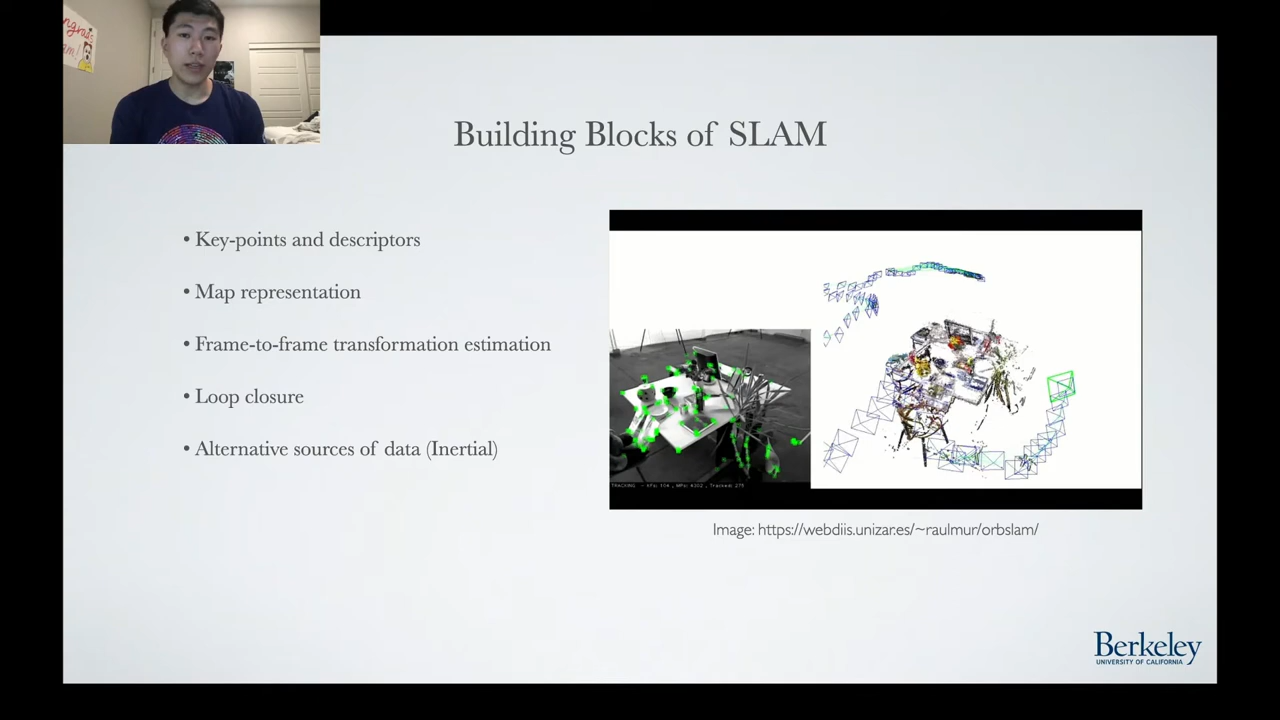 Building Blocks of SLAM
• Key-points and descriptors
• Map representation
• Frame-to-frame transformation estimation
• Loop closure
• Alternative sources of data (Inertial)
Image: https://webdiis.unizar.es/~raulmur/orbslam/
Berkeley
UNIVERSITY OF CALIFORNIA